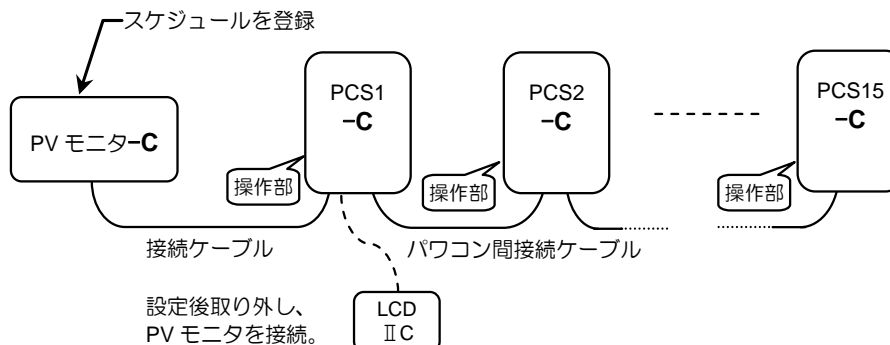 スケジュールを登録
PCS1
−C
PCS2
−C
PCS15
−C
PV モニタ−C
操作部
操作部
操作部
接続ケーブル
パワコン間接続ケーブル
設定後取り外し、
PV モニタを接続。
LCD
ⅡC